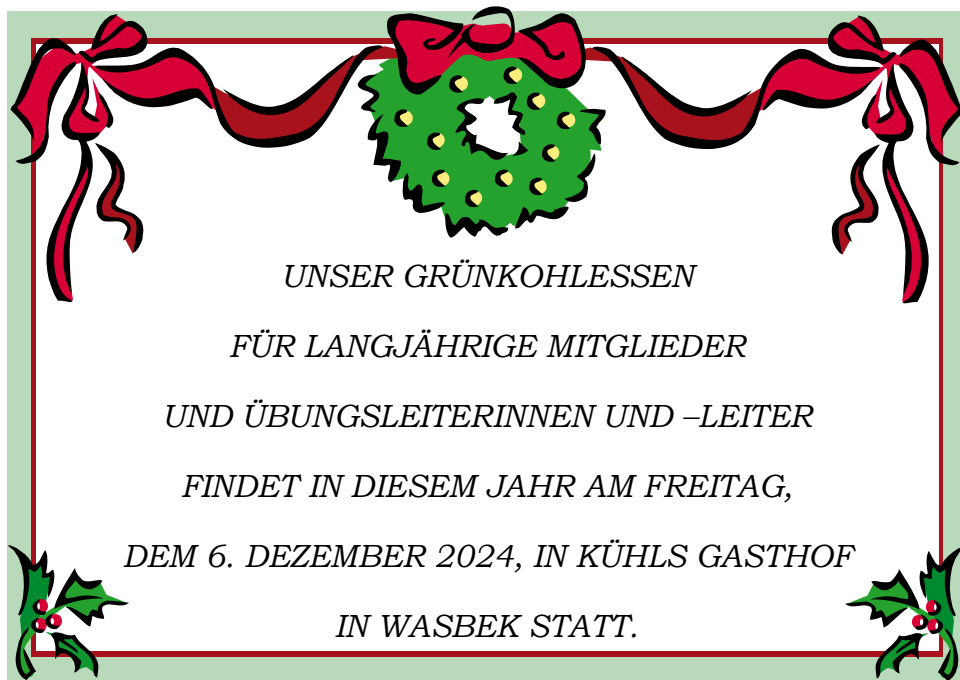 UNSER GRÜNKOHLESSEN
FÜR LANGJÄHRIGE MITGLIEDER
UND ÜBUNGSLEITERINNEN UND –LEITER
FINDET IN DIESEM JAHR AM FREITAG,
DEM 6. DEZEMBER 2024, IN KÜHLS GASTHOF
IN WASBEK STATT.